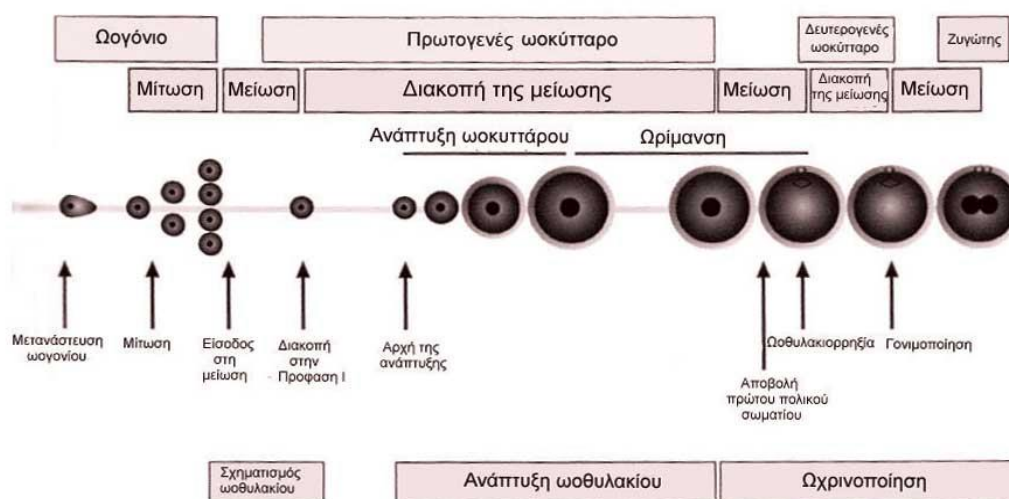 Ωογόνιο
Πρωτογενές ωοκύτταρο
Δευτερογενές
ωοκύτταρο
Ζυγώτης
Μίτωση
Μείωση
Διακοπή της μείωσης
Μείωση
Διακοπή
της μείωσης
Μείωση
Ανάπτυξη ωοκυττάρου
Ωρίμανση
Μετανάστευση
ωογονίου
Μίτωση
Είσοδος
στη
μείωση
Διακοπή
στην
Προφαση Ι
Αρχή της
ανάπτυξης
Ωοθυλακιορρηξία
Γονιμοποίηση
Αποβολή
πρώτου πολικού
σωματίου
Σχηματισμός
ωοθυλακίου
Ανάπτυξη ωοθυλακίου
Ωχρινοποίηση